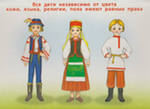 Все дети независимо от цвета
кожи, языка, религии, пола имеют равные права